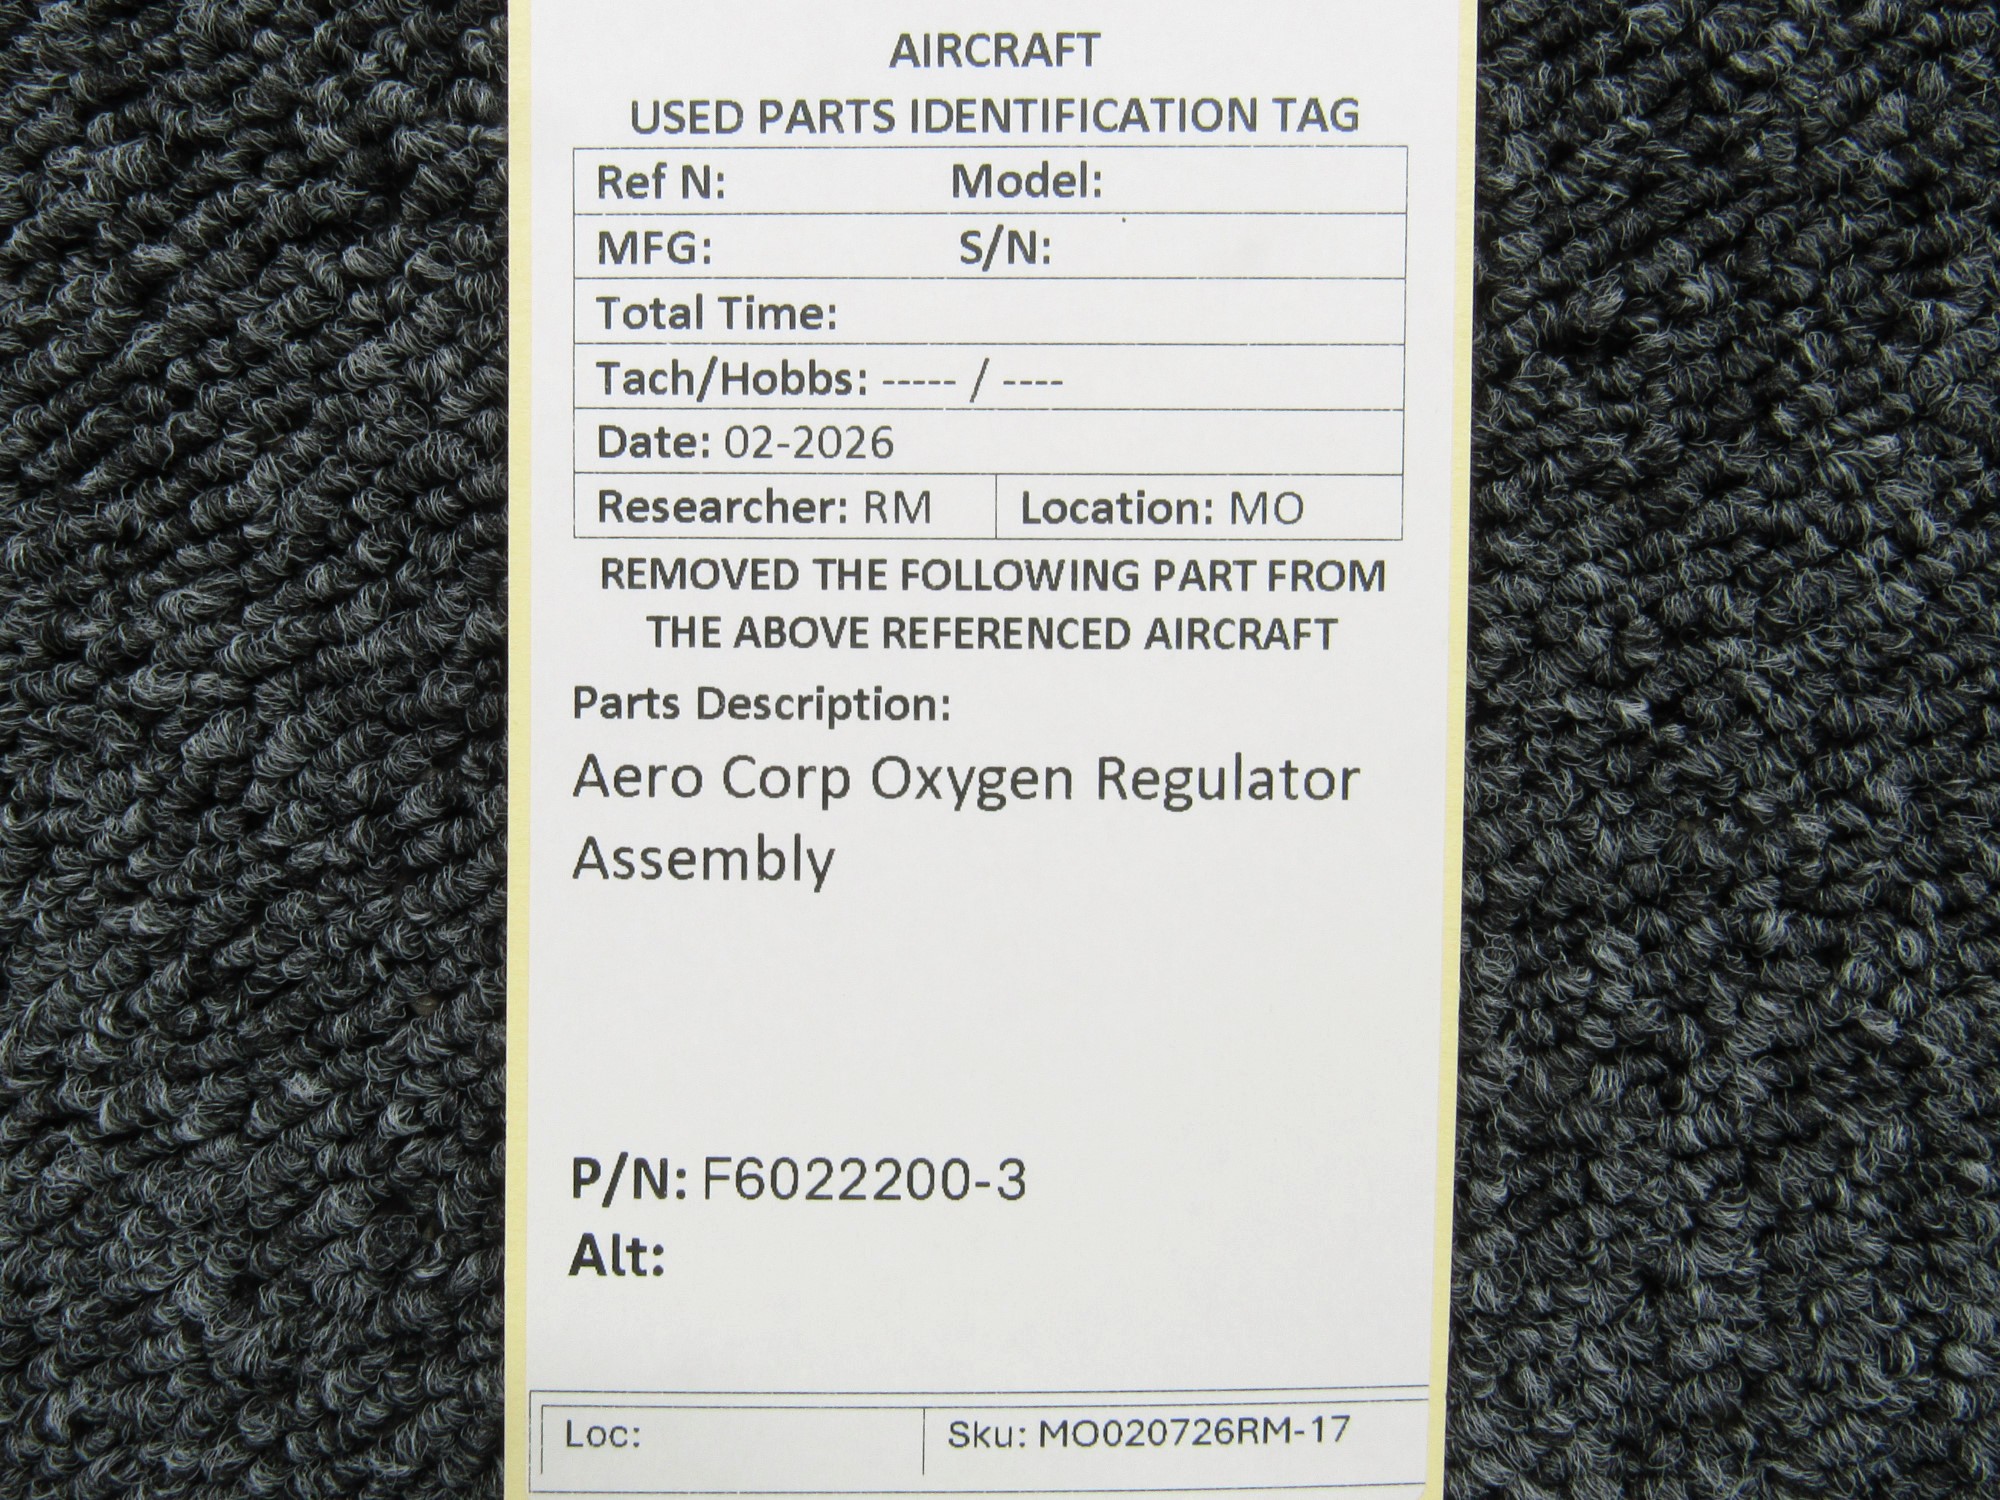 AIRCRAFT
USED PARTS IDENTIFICATION TAG
Ref N: Model:
MFG: S/N:
Total Time:
Tach/Hobbs: ----- / ----
Date: 02-2026
Researcher: RM Location: MO
REMOVED THE FOLLOWING PART FROM
THE ABOVE REFERENCED AIRCRAFT
Parts Description:
Aero Corp Oxygen Regulator
Assembly
P/N: F6022200-3
Alt:
Loc: Sku: MO020726RM-17